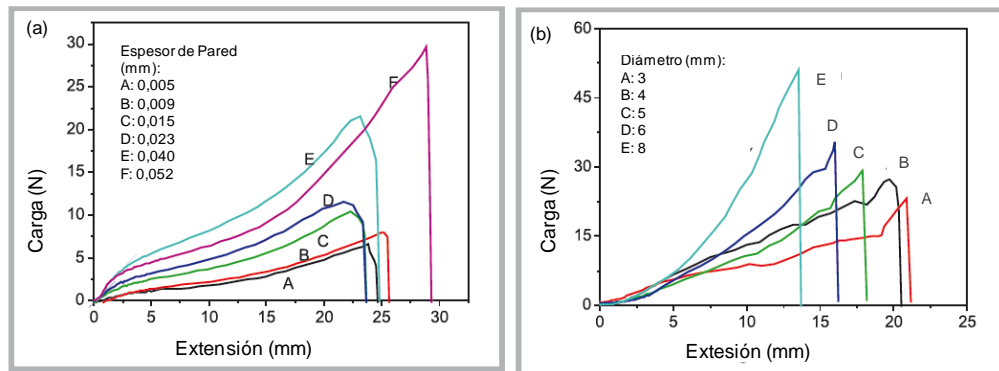 (a)
Espesor de Pared
(mm):
A: 0,005
B: 0,009
C: 0,015
D: 0,023
E: 0,040
F: 0,052
Carga (N)
30
25
20
15
10
5
0
A
B
C
D
E
F
0 5 10 15 20 25 30
Extensión (mm)
(b)
Diámetro (mm):
A: 3
B: 4
C: 5
D: 6
E: 8
Carga (N)
60
45
30
15
0
E
D
C
B
A
0 5 10 15 20 25
Extesión (mm)